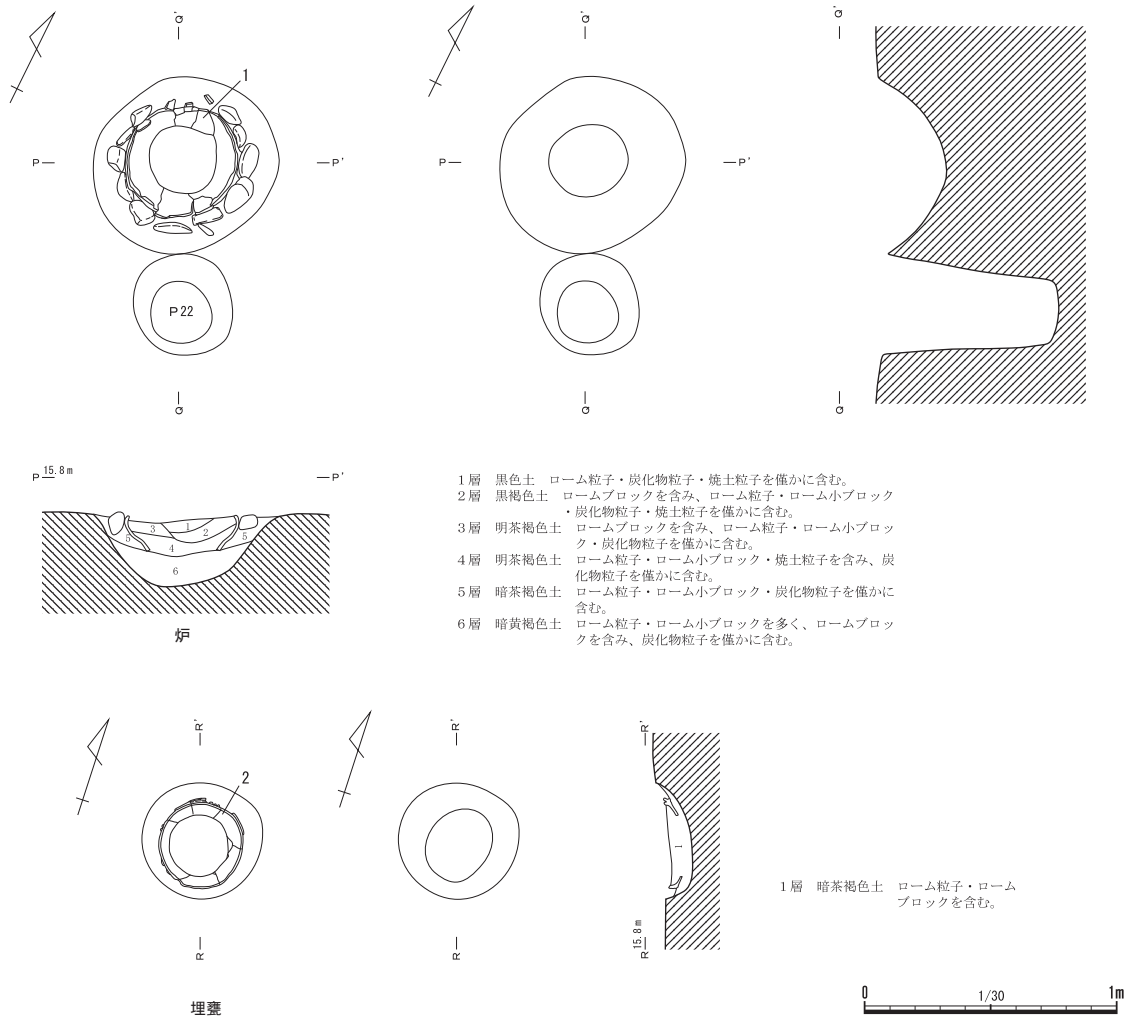 Q'
Q'
Q'
1
P P'
P P'
P22
Q
Q
Q
P 15.8m P'
1 2 3 4 5 5 6
炉
1層　黒色土　ローム粒子・炭化物粒子・焼土粒子を僅かに含む。
2層　黒褐色土　ロームブロックを含み、ローム粒子・ローム小ブロック
・炭化物粒子・焼土粒子を僅かに含む。
3層　明茶褐色土　ロームブロックを含み、ローム粒子・ローム小ブロッ
ク・炭化物粒子を僅かに含む。
4層　明茶褐色土　ローム粒子・ローム小ブロック・焼土粒子を含み、炭
化物粒子を僅かに含む。
5層　暗茶褐色土　ローム粒子・ローム小ブロック・炭化物粒子を僅かに
含む。
6層　暗黄褐色土　ローム粒子・ローム小ブロックを多く、ロームブロッ
クを含み、炭化物粒子を僅かに含む。
R'
R'
R'
2
1
R
R
R 15.8m
埋甕
1層　暗茶褐色土　ローム粒子・ローム
ブロックを含む。
0 1/30 1m